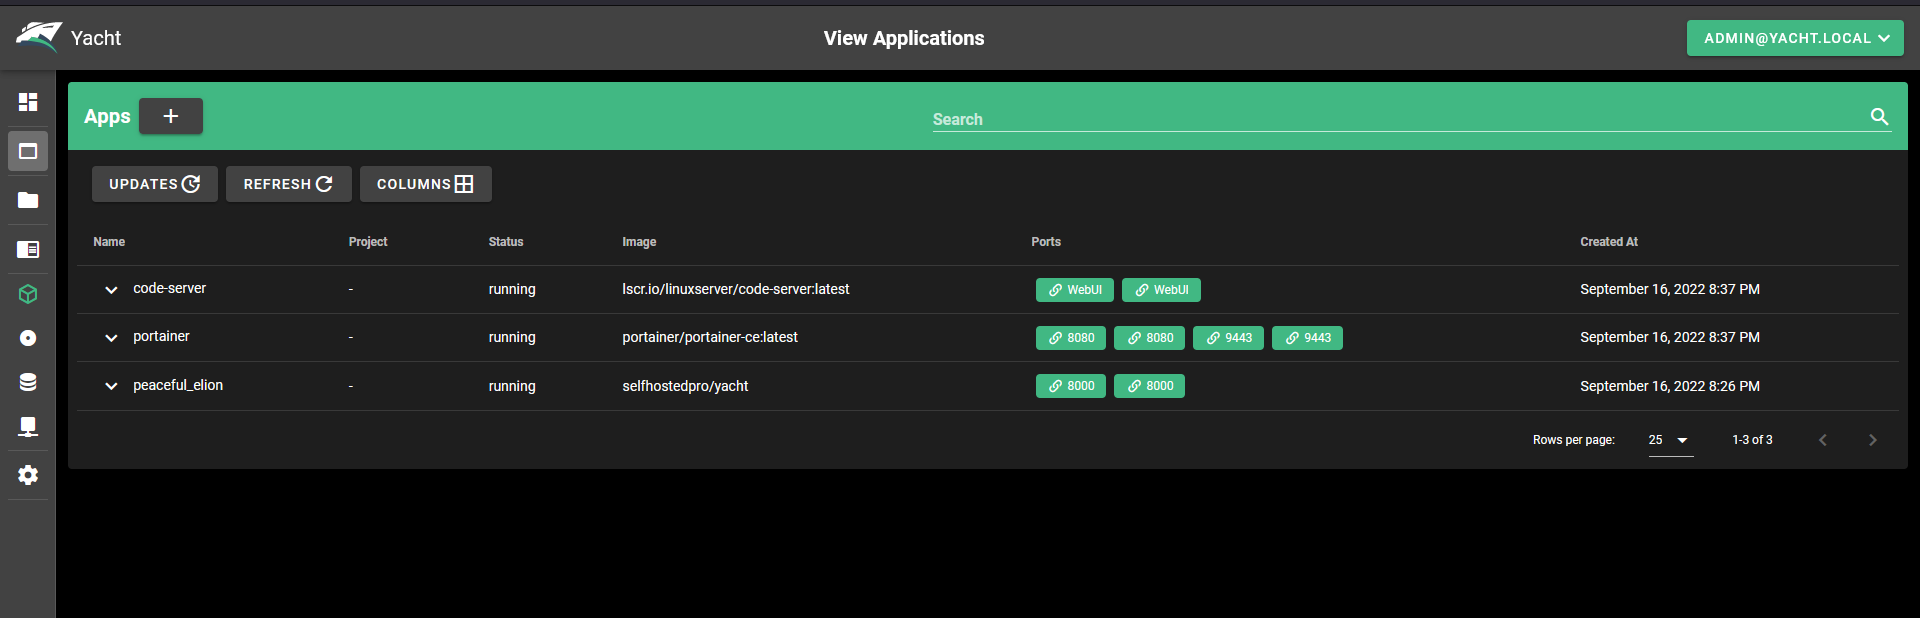 Yacht
View Applications
ADMIN@YACHT.LOCAL
Apps +
Search
UPDATES REFRESH COLUMNS
Name Project Status Image Ports Created At
code-server - running lscr.io/linuxserver/code-server:latest WebUI WebUI September 16, 2022 8:37 PM
portainer - running portainer/portainer-ce:latest 8080 8080 9443 9443 September 16, 2022 8:37 PM
peaceful_elion - running selfhostedpro/yacht 8000 8000 September 16, 2022 8:26 PM
Rows per page: 25 1-3 of 3